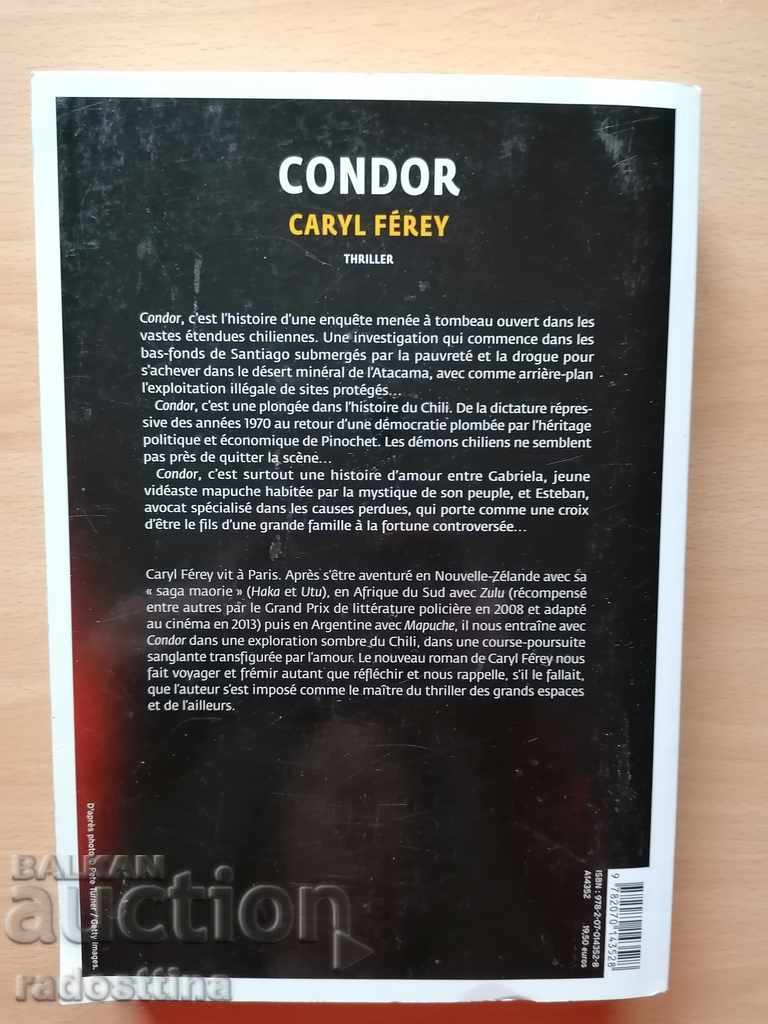 CONDOR
CARYL FÉREY
THRILLER
Condor, c'est l'histoire d'une enquête menée à tombeau ouvert dans les
vastes étendues chiliennes. Une investigation qui commence dans les
bas-fonds de Santiago submergés par la pauvreté et la drogue pour
s'achever dans le désert minéral de l'Atacama, avec comme arrière-plan
l'exploitation illégale de sites protégés…
Condor, c'est une plongée dans l'histoire du Chili. De la dictature répres-
sive des années 1970 au retour d'une démocratie plombée par l'héritage
politique et économique de Pinochet. Les démons chiliens ne semblent
pas près de quitter la scène…
Condor, c'est surtout une histoire d'amour entre Gabriela, jeune
vidéaste mapuche habitée par la mystique de son peuple, et Esteban,
avocat spécialisé dans les causes perdues, qui porte comme une croix
d'être le fils d'une grande famille à la fortune controversée…
Caryl Férey vit à Paris. Après s'être aventuré en Nouvelle-Zélande avec sa
« saga maorie » (Haka et Utu), en Afrique du Sud avec Zulu (récompensé
entre autres par le Grand Prix de littérature policière en 2008 et adapté
au cinéma en 2013) puis en Argentine avec Mapuche, il nous entraîne avec
Condor dans une exploration sombre du Chili, dans une course-poursuite
sanglante transfigurée par l'amour. Le nouveau roman de Caryl Férey nous
fait voyager et frémir autant que réfléchir et nous rappelle, s'il le fallait,
que l'auteur s'est imposé comme le maître du thriller des grands espaces
et de l'ailleurs.
D'après photo © Pete Turner / Getty Images.
9 782070 143528
ISBN : 978-2-07-014352-8
A14352
19,50 euros
BALKAN
auction
radosttina